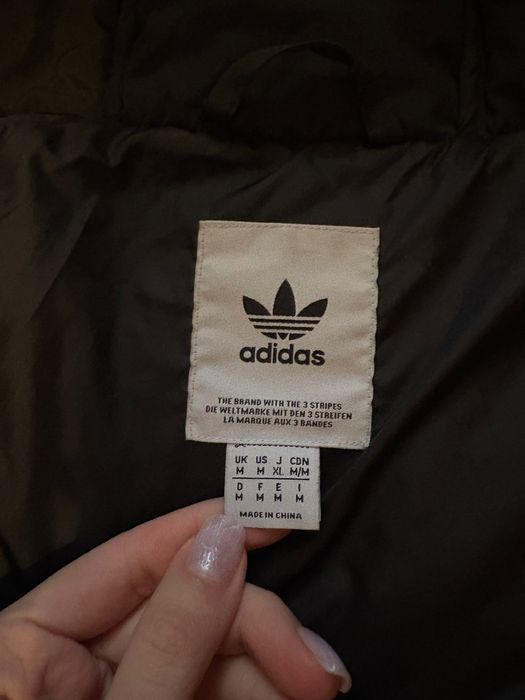 adidas
THE BRAND WITH THE 3 STRIPES
DIE WELTMARKE MIT DEN 3 STREIFEN
LA MARQUE AUX 3 BANDES
UK US J CDN
M M XL M/M
D F E I
M M M M
MADE IN CHINA